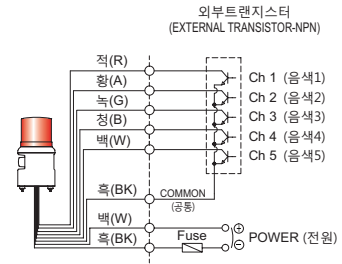 외부트랜지스터
(EXTERNAL TRANSISTOR-NPN)
적(R)
황(A)
녹(G)
청(B)
백(W)
Ch 1 (음색1)
Ch 2 (음색2)
Ch 3 (음색3)
Ch 4 (음색4)
Ch 5 (음색5)
흑(BK)
COMMON
(공통)
백(W)
흑(BK)
Fuse
⊕
⊖
POWER (전원)